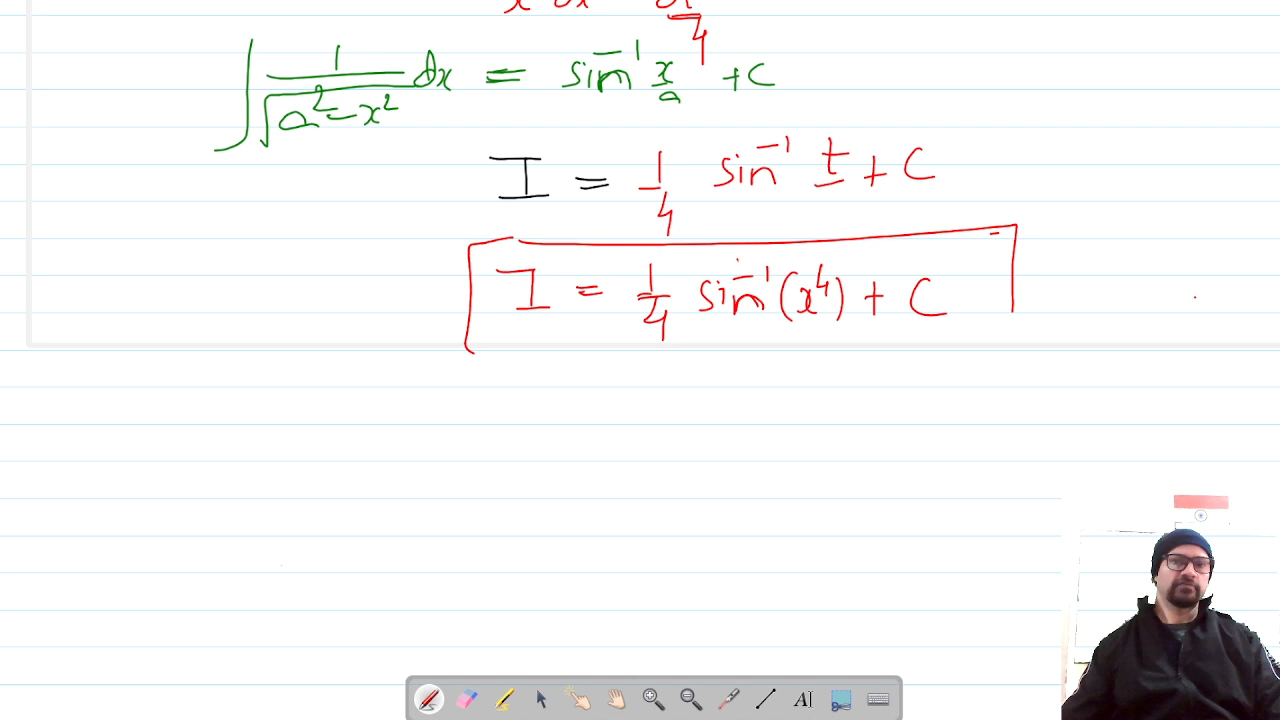 ∫ 1/√(a² - x²) dx = sin⁻¹ x/a + C
I = 1/4 sin⁻¹ t + C
I = 1/4 sin⁻¹(x⁴) + C